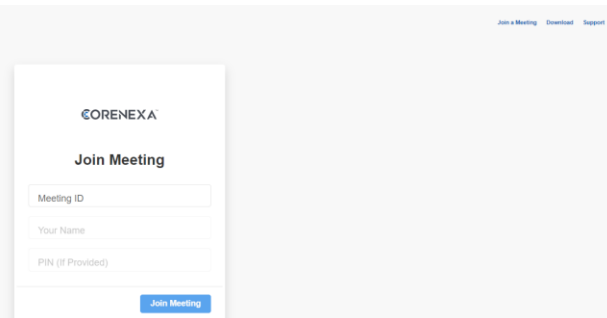 Join a Meeting Download Support
CORENEXA
Join Meeting
Meeting ID
Your Name
PIN (If Provided)
Join Meeting